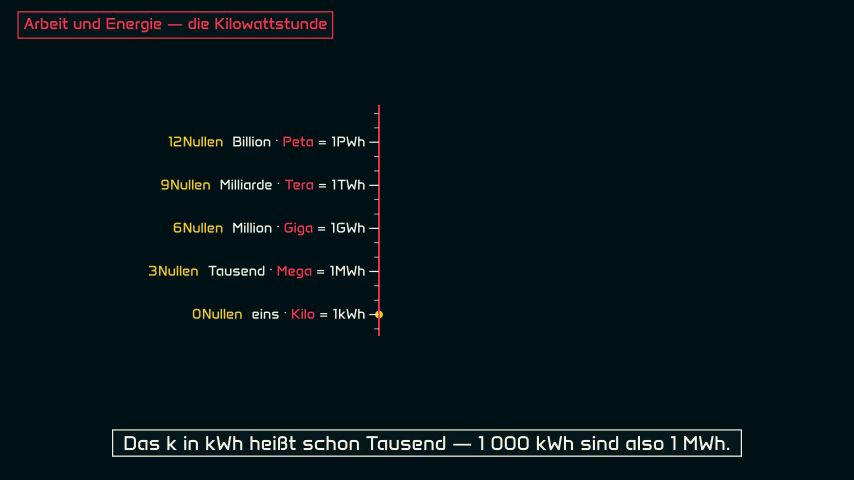 Arbeit und Energie — die Kilowattstunde
12Nullen Billion · Peta = 1PWh
9Nullen Milliarde · Tera = 1TWh
6Nullen Million · Giga = 1GWh
3Nullen Tausend · Mega = 1MWh
0Nullen eins · Kilo = 1kWh
Das k in kWh heißt schon Tausend — 1 000 kWh sind also 1 MWh.